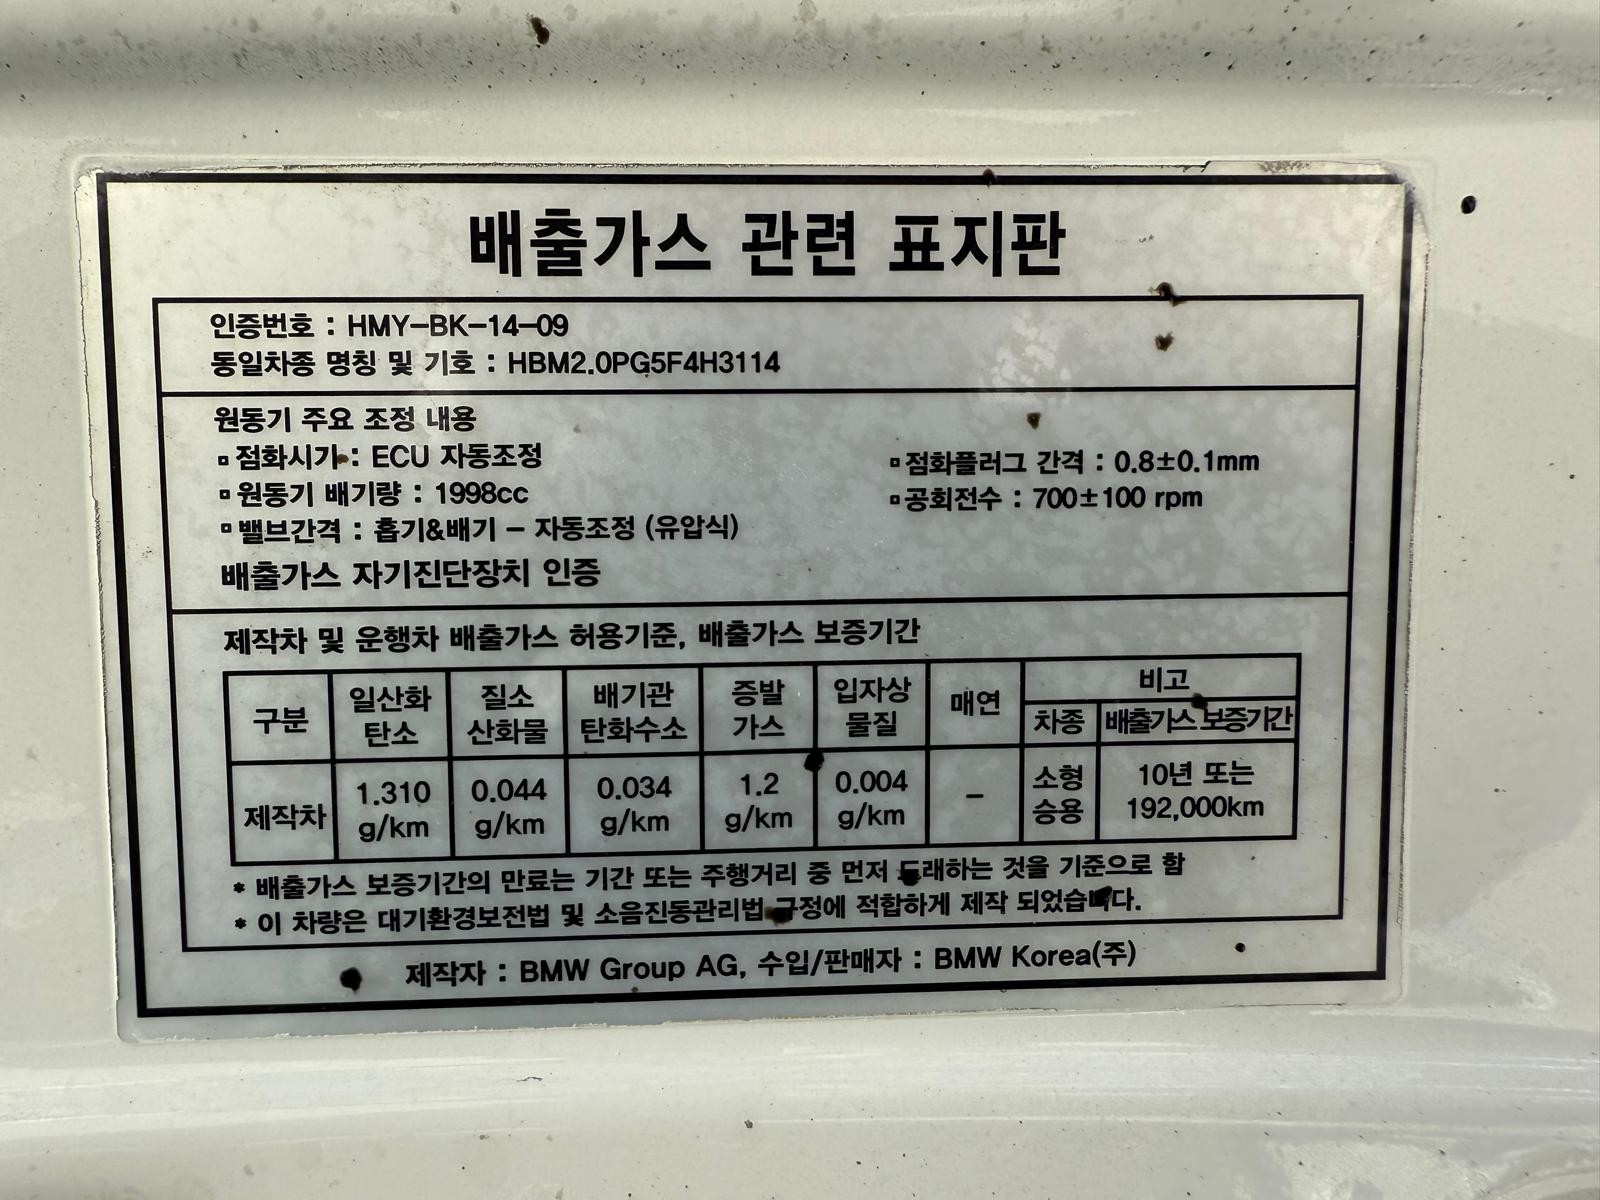 배출가스 관련 표지판
인증번호 : HMY-BK-14-09
동일차종 명칭 및 기호 : HBM2.0PG5F4H3114
원동기 주요 조정 내용
▫점화시기 : ECU 자동조정
▫점화플러그 간격 : 0.8±0.1mm
▫원동기 배기량 : 1998cc
▫공회전수 : 700±100 rpm
▫밸브간격 : 흡기&배기 - 자동조정 (유압식)
배출가스 자기진단장치 인증
제작차 및 운행차 배출가스 허용기준, 배출가스 보증기간
구분 일산화탄소 질소산화물 배기관탄화수소 증발가스 입자상물질 매연 비고
차종 배출가스 보증기간
제작차 1.310 g/km 0.044 g/km 0.034 g/km 1.2 g/km 0.004 g/km - 소형승용 10년 또는 192,000km
* 배출가스 보증기간의 만료는 기간 또는 주행거리 중 먼저 도래하는 것을 기준으로 함
* 이 차량은 대기환경보전법 및 소음진동관리법 규정에 적합하게 제작 되었습니다.
제작자 : BMW Group AG, 수입/판매자 : BMW Korea(주)